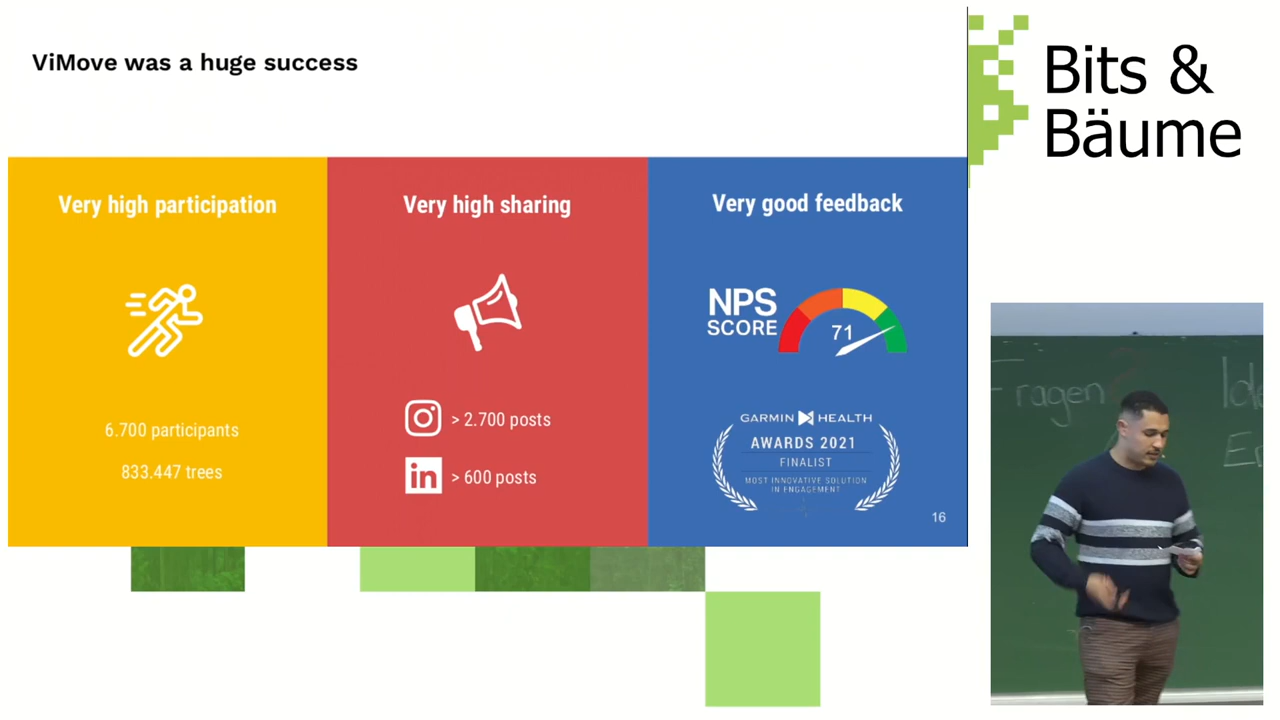 ViMove was a huge success
Bits &
Bäume
Very high participation
6.700 participants
833.447 trees
Very high sharing
> 2.700 posts
in
> 600 posts
Very good feedback
NPS
SCORE
71
GARMIN HEALTH
AWARDS 2021
FINALIST
MOST INNOVATIVE SOLUTION
IN ENGAGEMENT
16
Fragen?